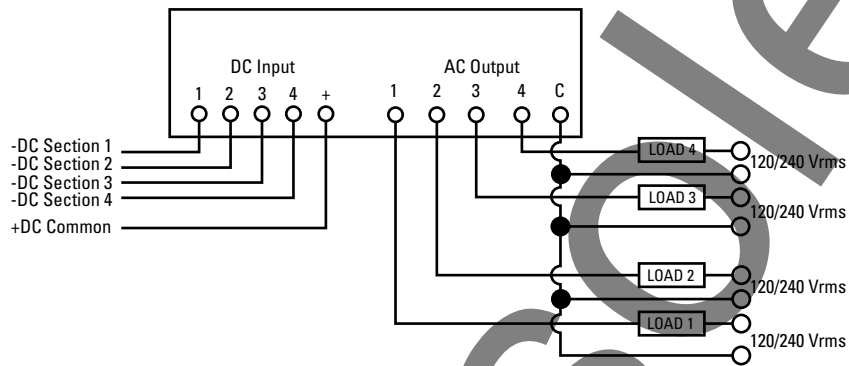 DC Input
AC Output
1 2 3 4 +
1 2 3 4 C
-DC Section 1
-DC Section 2
-DC Section 3
-DC Section 4
+DC Common
LOAD 4
120/240 Vrms
LOAD 3
120/240 Vrms
LOAD 2
120/240 Vrms
LOAD 1
120/240 Vrms